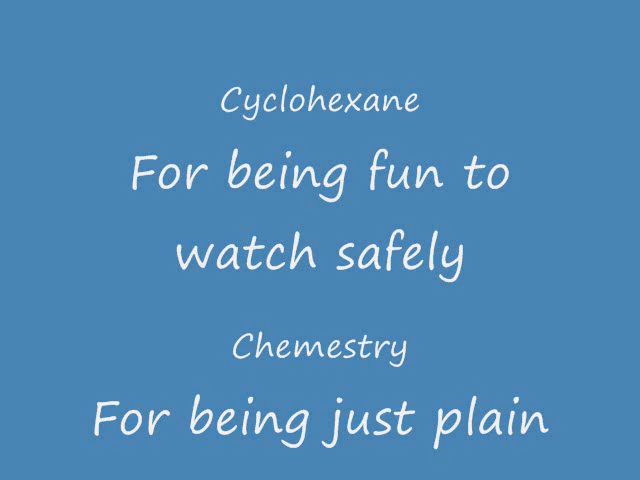 Cyclohexane
For being fun to
watch safely
Chemestry
For being just plain